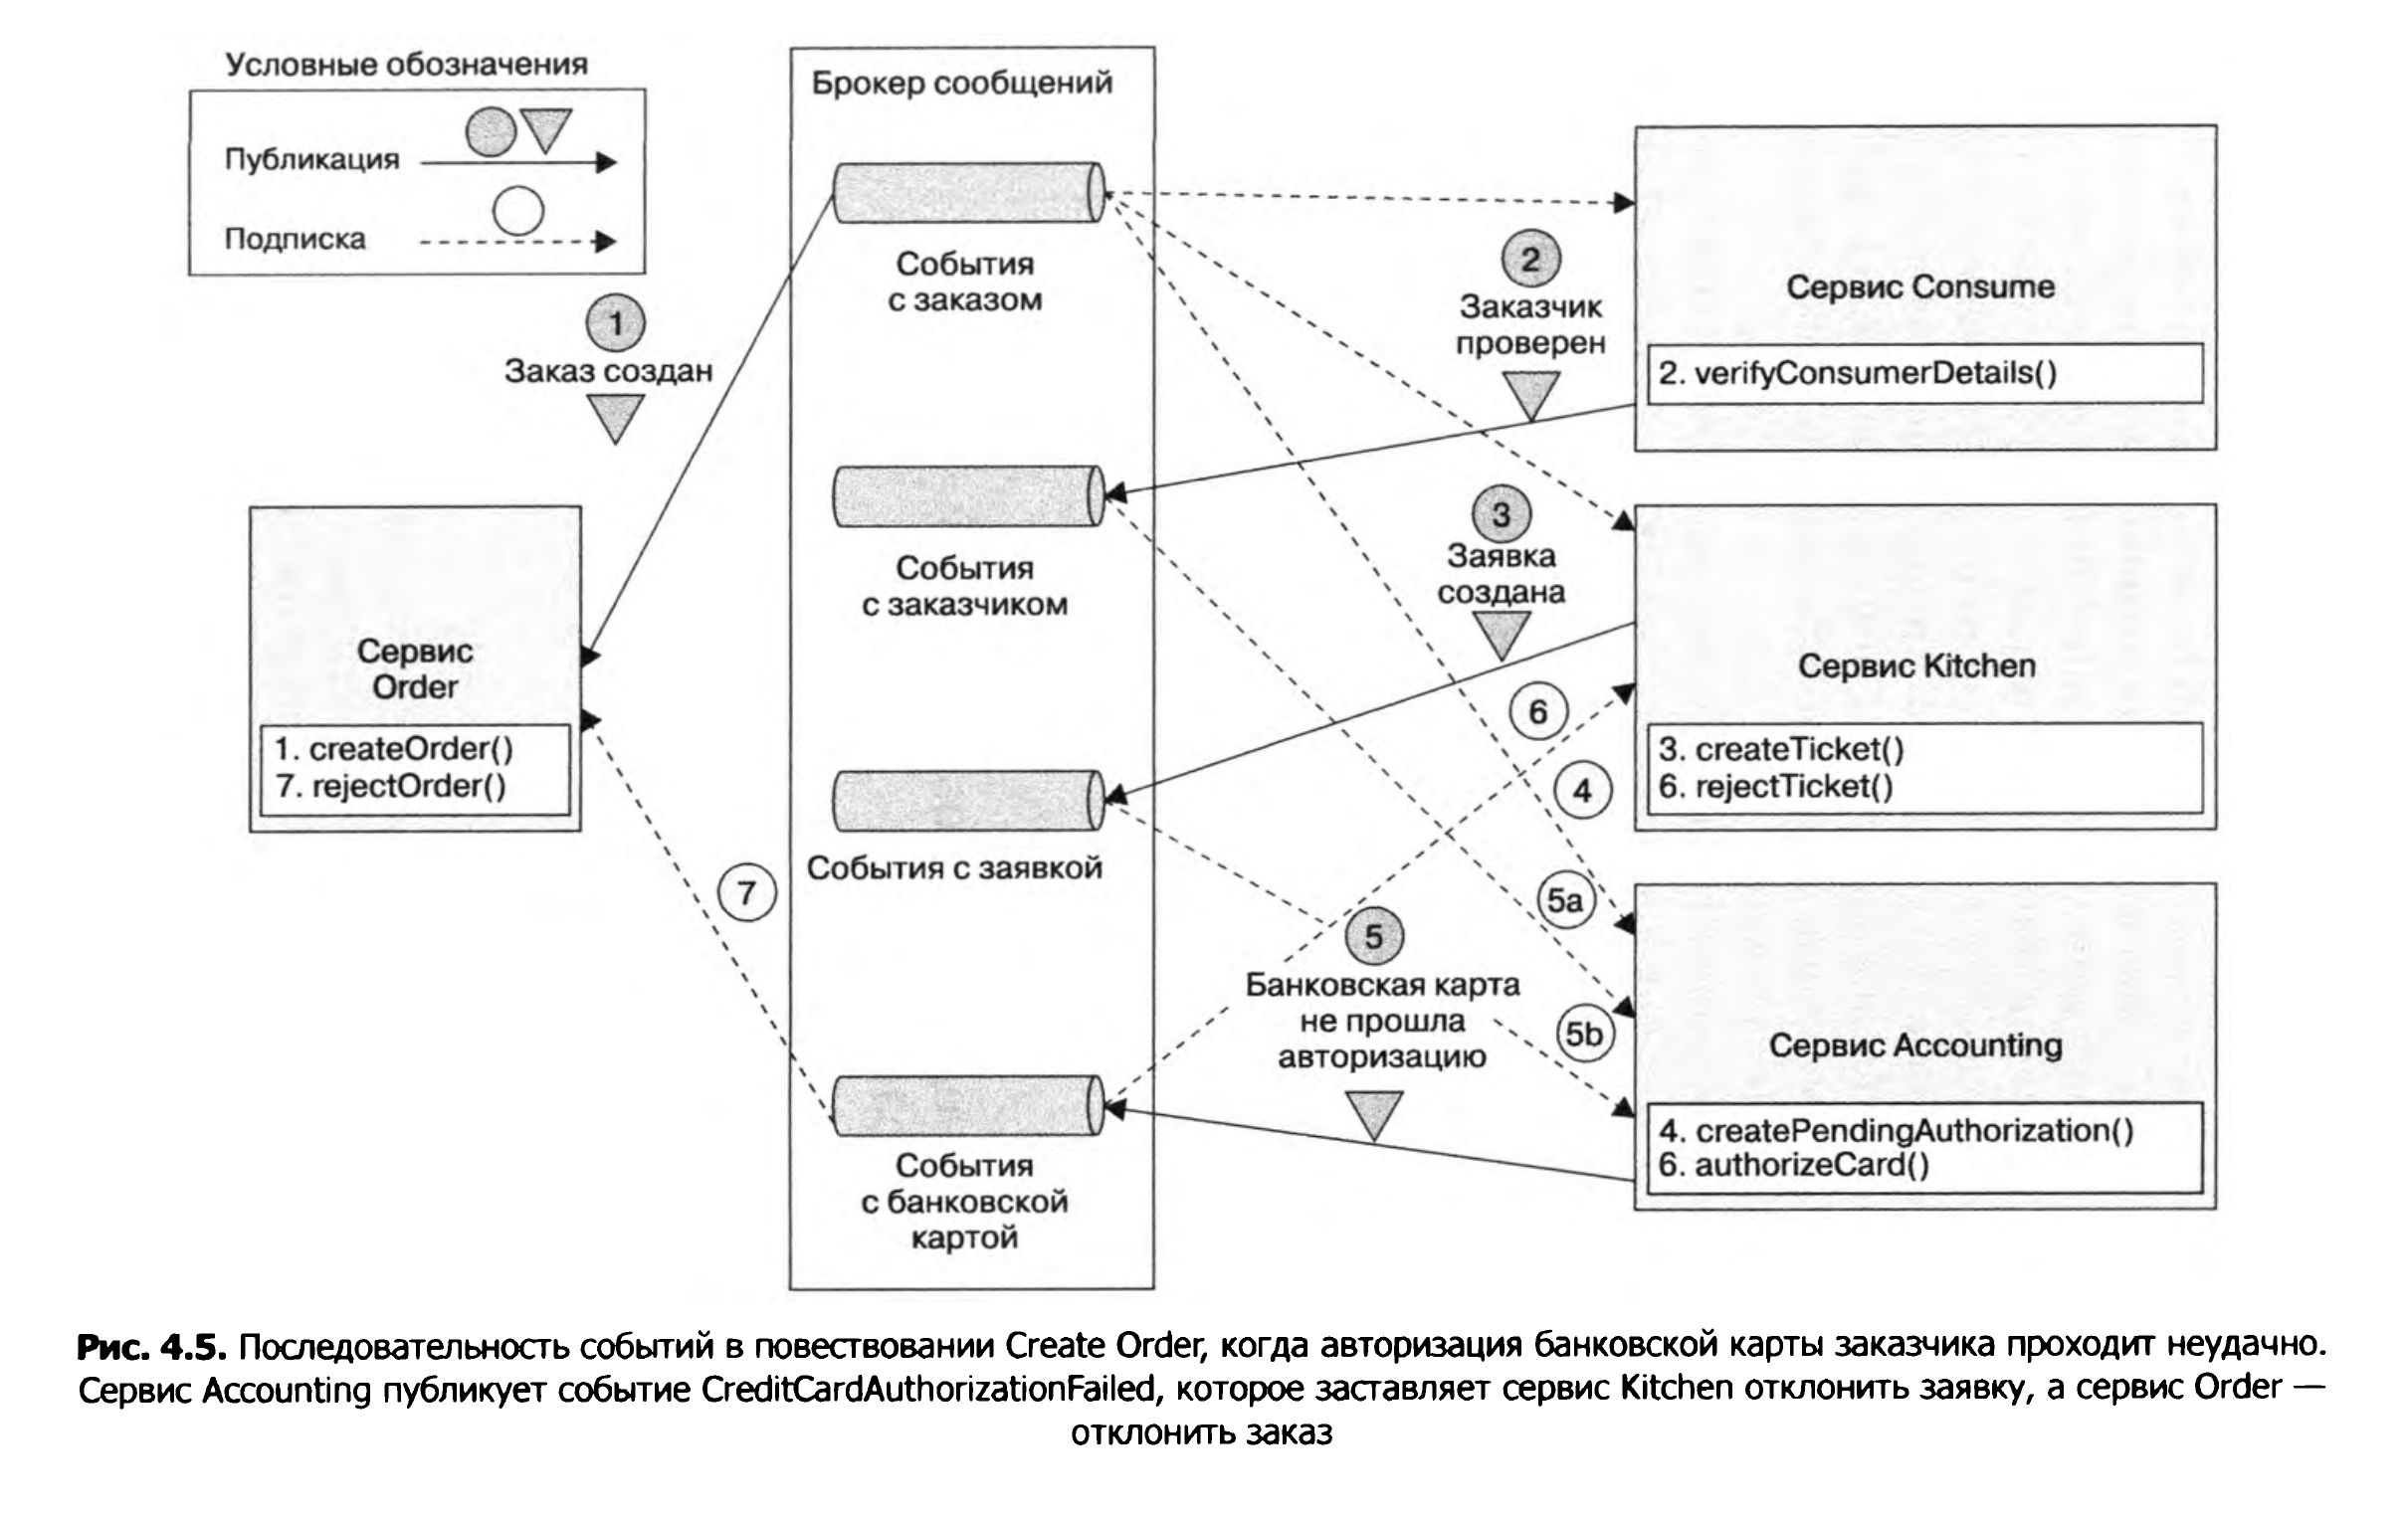 Условные обозначения
Публикация
Подписка
1
Заказ создан
Сервис
Order
1. createOrder()
7. rejectOrder()
7
Брокер сообщений
События
с заказом
События
с заказчиком
События с заявкой
События
с банковской
картой
2
Заказчик
проверен
3
Заявка
создана
6
4
5a
5
Банковская карта
не прошла
авторизацию
5b
Сервис Consume
2. verifyConsumerDetails()
Сервис Kitchen
3. createTicket()
6. rejectTicket()
Сервис Accounting
4. createPendingAuthorization()
6. authorizeCard()
Рис. 4.5. Последовательность событий в повествовании Create Order, когда авторизация банковской карты заказчика проходит неудачно.
Сервис Accounting публикует событие CreditCardAuthorizationFailed, которое заставляет сервис Kitchen отклонить заявку, а сервис Order —
отклонить заказ